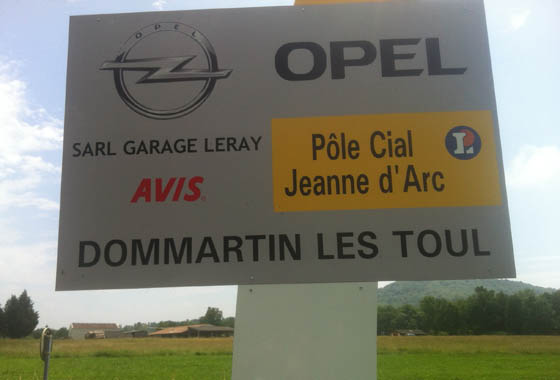 OPEL
OPEL
SARL GARAGE LERAY
AVIS
Pôle Cial
L
Jeanne d'Arc
DOMMARTIN LES TOUL